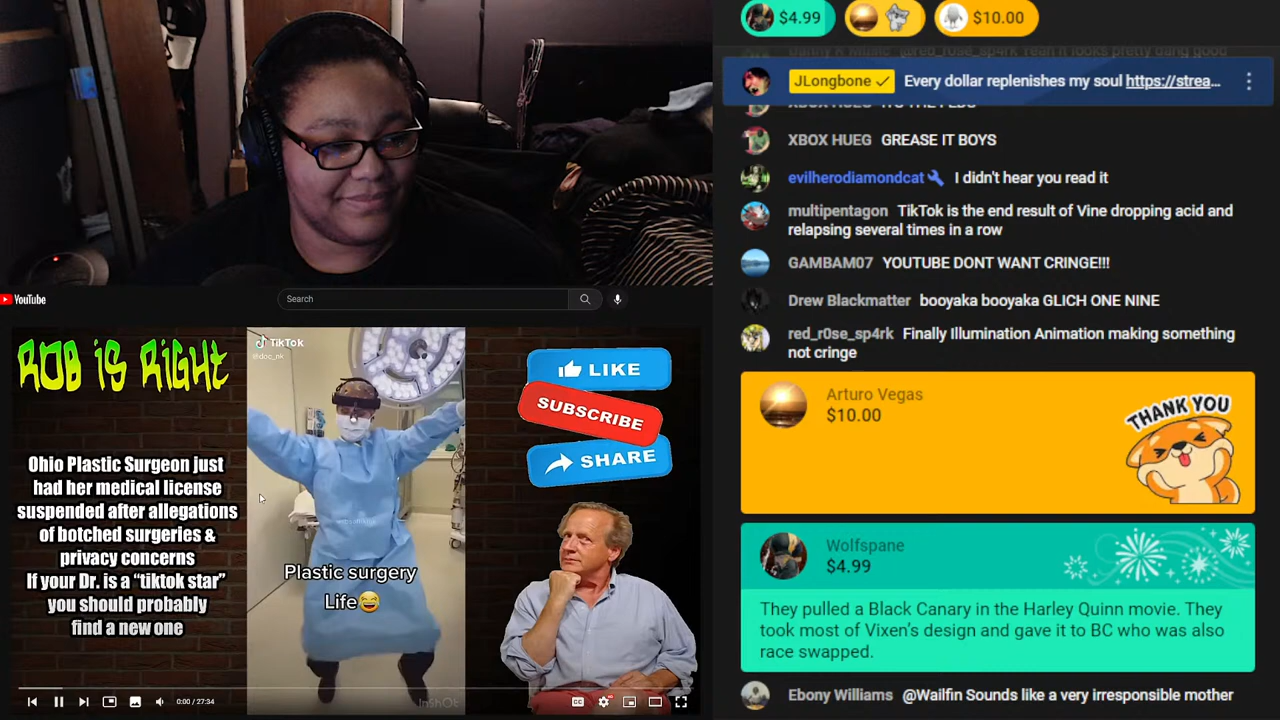 $4.99
$10.00
JLongbone Every dollar replenishes my soul https://strea...
XBOX HUEG GREASE IT BOYS
evilherodiamondcat I didn't hear you read it
multipentagon TikTok is the end result of Vine dropping acid and
relapsing several times in a row
GAMBAM07 YOUTUBE DONT WANT CRINGE!!!
Drew Blackmatter booyaka booyaka GLICH ONE NINE
red_r0se_sp4rk Finally Illumination Animation making something
not cringe
Arturo Vegas
$10.00
THANK YOU
Wolfspane
$4.99
They pulled a Black Canary in the Harley Quinn movie. They
took most of Vixen's design and gave it to BC who was also
race swapped.
Ebony Williams @Wailfin Sounds like a very irresponsible mother
YouTube
Search
ROB iS RiGHt
Ohio Plastic Surgeon just
had her medical license
suspended after allegations
of botched surgeries &
privacy concerns
If your Dr. is a “tiktok star”
you should probably
find a new one
TikTok
@doc_nk
Plastic surgery
Life😂
InShOt
LIKE
SUBSCRIBE
SHARE
0:00 / 27:34
CC